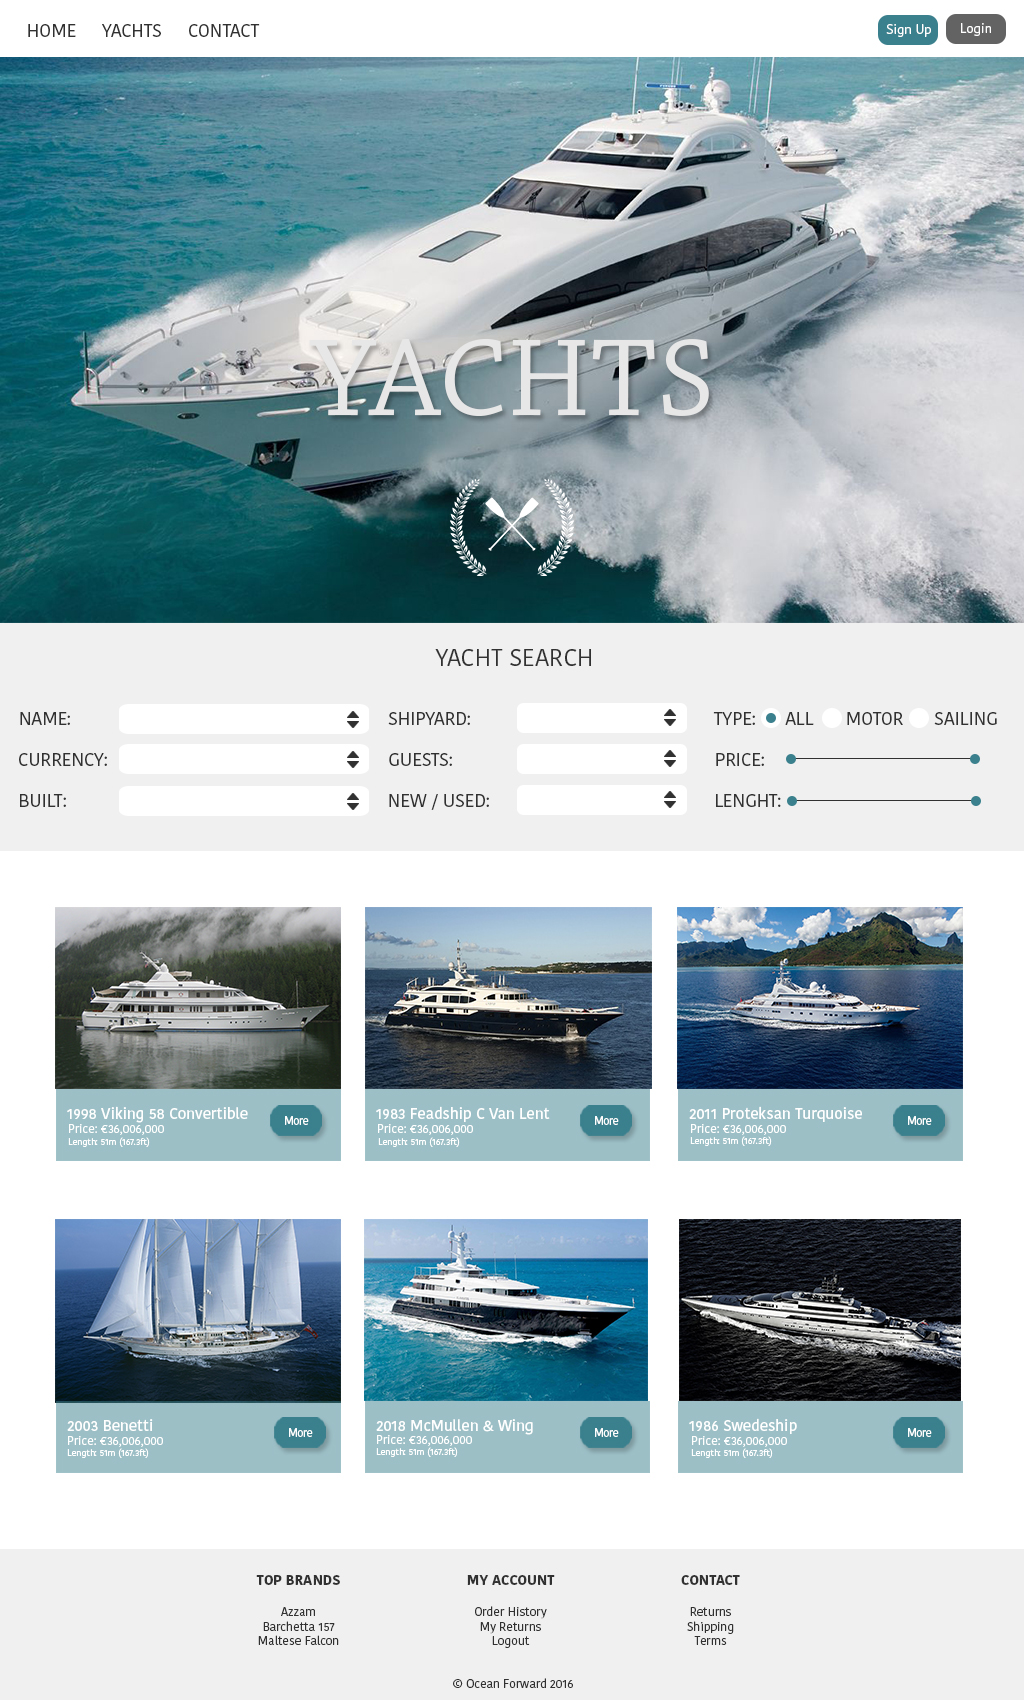 HOME YACHTS CONTACT Sign Up Login
YACHTS
YACHT SEARCH
NAME: SHIPYARD: TYPE: ALL MOTOR SAILING
CURRENCY: GUESTS: PRICE:
BUILT: NEW / USED: LENGHT:
1998 Viking 58 Convertible
Price: €36,006,000
Length: 51m (167.3ft)
More
1983 Feadship C Van Lent
Price: €36,006,000
Length: 51m (167.3ft)
More
2011 Proteksan Turquoise
Price: €36,006,000
Length: 51m (167.3ft)
More
2003 Benetti
Price: €36,006,000
Length: 51m (167.3ft)
More
2018 McMullen & Wing
Price: €36,006,000
Length: 51m (167.3ft)
More
1986 Swedeship
Price: €36,006,000
Length: 51m (167.3ft)
More
TOP BRANDS
Azzam
Barchetta 157
Maltese Falcon
MY ACCOUNT
Order History
My Returns
Logout
CONTACT
Returns
Shipping
Terms
© Ocean Forward 2016